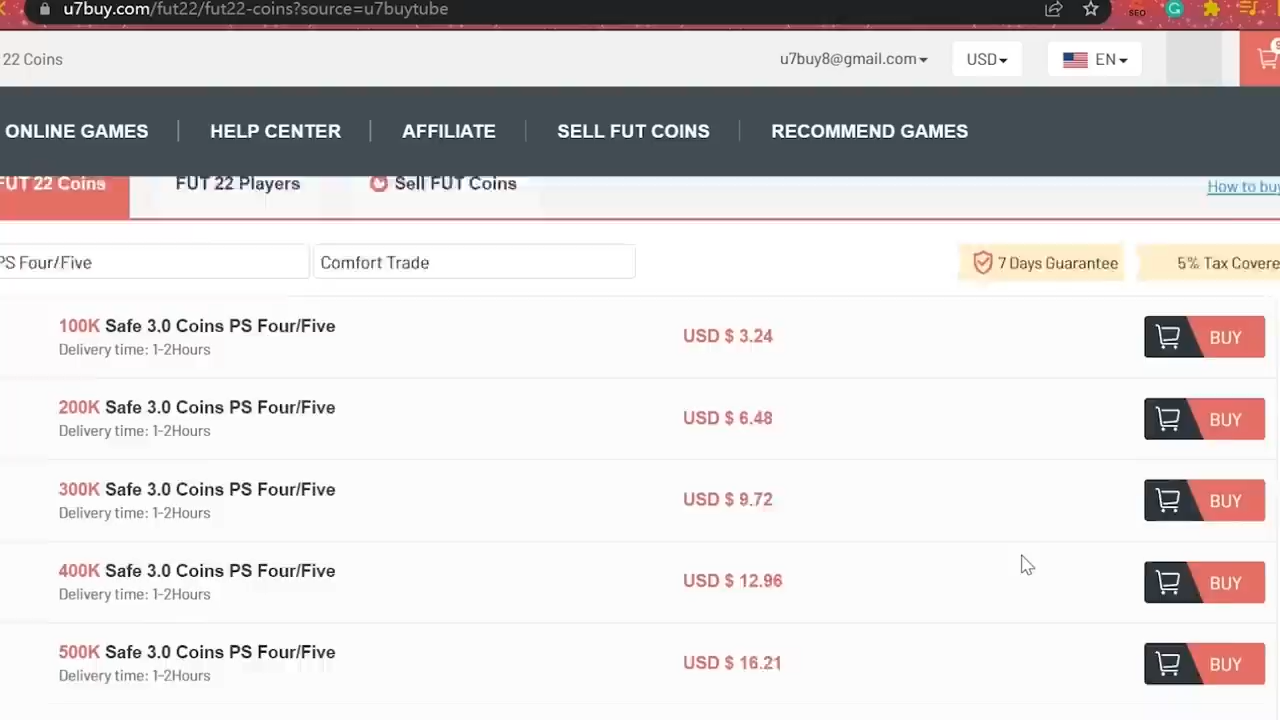 u7buy.com/fut22/fut22-coins?source=u7buytube
SEO
22 Coins
u7buy8@gmail.com
USD
EN
ONLINE GAMES
HELP CENTER
AFFILIATE
SELL FUT COINS
RECOMMEND GAMES
FUT 22 Coins
FUT 22 Players
Sell FUT Coins
How to buy
PS Four/Five
Comfort Trade
7 Days Guarantee
5% Tax Covere
100K Safe 3.0 Coins PS Four/Five
Delivery time: 1-2Hours
USD $ 3.24
BUY
200K Safe 3.0 Coins PS Four/Five
Delivery time: 1-2Hours
USD $ 6.48
BUY
300K Safe 3.0 Coins PS Four/Five
Delivery time: 1-2Hours
USD $ 9.72
BUY
400K Safe 3.0 Coins PS Four/Five
Delivery time: 1-2Hours
USD $ 12.96
BUY
500K Safe 3.0 Coins PS Four/Five
Delivery time: 1-2Hours
USD $ 16.21
BUY